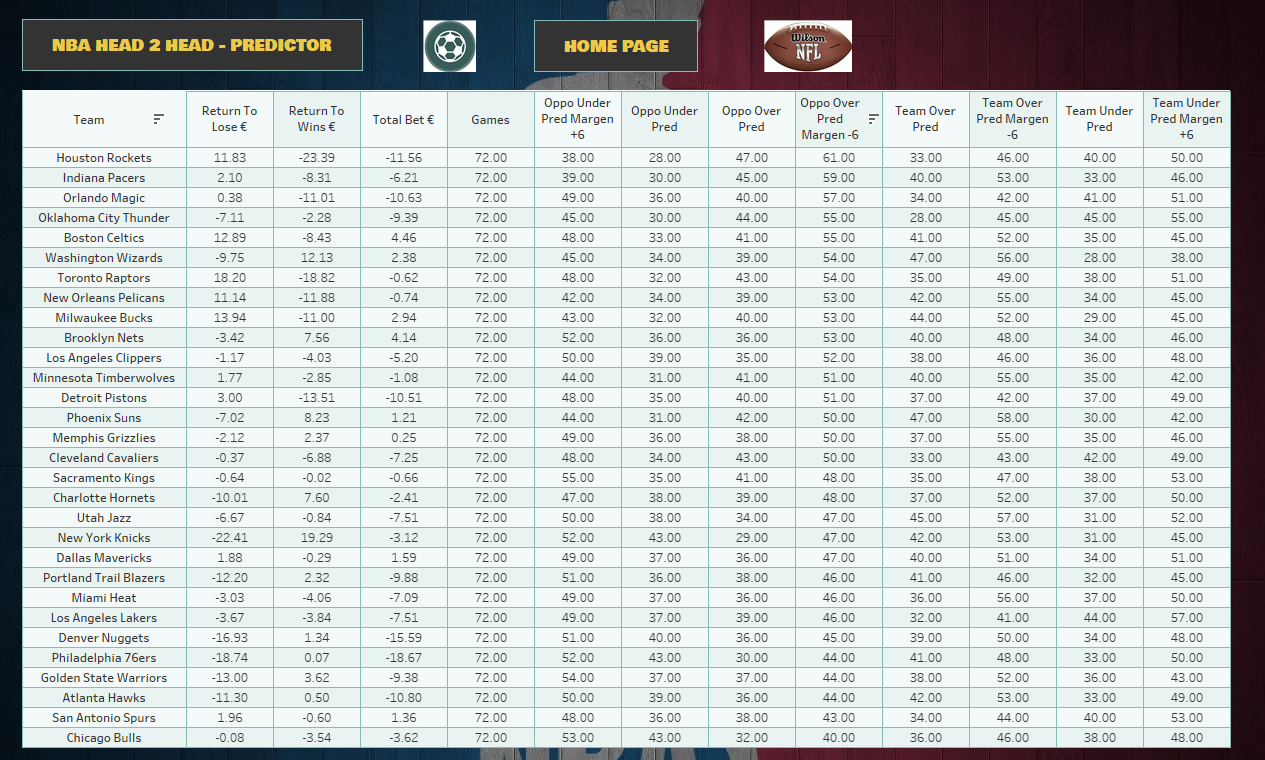 NBA HEAD 2 HEAD - PREDICTOR
HOME PAGE
Wilson
NFL
Team Return To Lose € Return To Wins € Total Bet € Games Oppo Under Pred Margen +6 Oppo Under Pred Oppo Over Pred Oppo Over Pred Margen -6 Team Over Pred Team Over Pred Margen -6 Team Under Pred Team Under Pred Margen +6
Houston Rockets 11.83 -23.39 -11.56 72.00 38.00 28.00 47.00 61.00 33.00 46.00 40.00 50.00
Indiana Pacers 2.10 -8.31 -6.21 72.00 39.00 30.00 45.00 59.00 40.00 53.00 33.00 46.00
Orlando Magic 0.38 -11.01 -10.63 72.00 49.00 36.00 40.00 57.00 34.00 42.00 41.00 51.00
Oklahoma City Thunder -7.11 -2.28 -9.39 72.00 45.00 30.00 44.00 55.00 28.00 45.00 45.00 55.00
Boston Celtics 12.89 -8.43 4.46 72.00 48.00 33.00 41.00 55.00 41.00 52.00 35.00 45.00
Washington Wizards -9.75 12.13 2.38 72.00 45.00 34.00 39.00 54.00 47.00 56.00 28.00 38.00
Toronto Raptors 18.20 -18.82 -0.62 72.00 48.00 32.00 43.00 54.00 35.00 49.00 38.00 51.00
New Orleans Pelicans 11.14 -11.88 -0.74 72.00 42.00 34.00 39.00 53.00 42.00 55.00 34.00 45.00
Milwaukee Bucks 13.94 -11.00 2.94 72.00 43.00 32.00 40.00 53.00 44.00 52.00 29.00 45.00
Brooklyn Nets -3.42 7.56 4.14 72.00 52.00 36.00 36.00 53.00 40.00 48.00 34.00 46.00
Los Angeles Clippers -1.17 -4.03 -5.20 72.00 50.00 39.00 35.00 52.00 38.00 46.00 36.00 48.00
Minnesota Timberwolves 1.77 -2.85 -1.08 72.00 44.00 31.00 41.00 51.00 40.00 55.00 35.00 42.00
Detroit Pistons 3.00 -13.51 -10.51 72.00 48.00 35.00 40.00 51.00 37.00 42.00 37.00 49.00
Phoenix Suns -7.02 8.23 1.21 72.00 44.00 31.00 42.00 50.00 47.00 58.00 30.00 42.00
Memphis Grizzlies -2.12 2.37 0.25 72.00 49.00 36.00 38.00 50.00 37.00 55.00 35.00 46.00
Cleveland Cavaliers -0.37 -6.88 -7.25 72.00 48.00 34.00 43.00 50.00 33.00 43.00 42.00 49.00
Sacramento Kings -0.64 -0.02 -0.66 72.00 55.00 35.00 41.00 48.00 35.00 47.00 38.00 53.00
Charlotte Hornets -10.01 7.60 -2.41 72.00 47.00 38.00 39.00 48.00 37.00 52.00 37.00 50.00
Utah Jazz -6.67 -0.84 -7.51 72.00 50.00 38.00 34.00 47.00 45.00 57.00 31.00 52.00
New York Knicks -22.41 19.29 -3.12 72.00 52.00 43.00 29.00 47.00 42.00 53.00 31.00 45.00
Dallas Mavericks 1.88 -0.29 1.59 72.00 49.00 37.00 36.00 47.00 40.00 51.00 34.00 51.00
Portland Trail Blazers -12.20 2.32 -9.88 72.00 51.00 36.00 38.00 46.00 41.00 46.00 32.00 45.00
Miami Heat -3.03 -4.06 -7.09 72.00 49.00 37.00 36.00 46.00 36.00 56.00 37.00 50.00
Los Angeles Lakers -3.67 -3.84 -7.51 72.00 49.00 37.00 39.00 46.00 32.00 41.00 44.00 57.00
Denver Nuggets -16.93 1.34 -15.59 72.00 51.00 40.00 36.00 45.00 39.00 50.00 34.00 48.00
Philadelphia 76ers -18.74 0.07 -18.67 72.00 52.00 43.00 30.00 44.00 41.00 48.00 33.00 50.00
Golden State Warriors -13.00 3.62 -9.38 72.00 54.00 37.00 37.00 44.00 38.00 52.00 36.00 43.00
Atlanta Hawks -11.30 0.50 -10.80 72.00 50.00 39.00 36.00 44.00 42.00 53.00 33.00 49.00
San Antonio Spurs 1.96 -0.60 1.36 72.00 48.00 36.00 38.00 43.00 34.00 44.00 40.00 53.00
Chicago Bulls -0.08 -3.54 -3.62 72.00 53.00 43.00 32.00 40.00 36.00 46.00 38.00 48.00